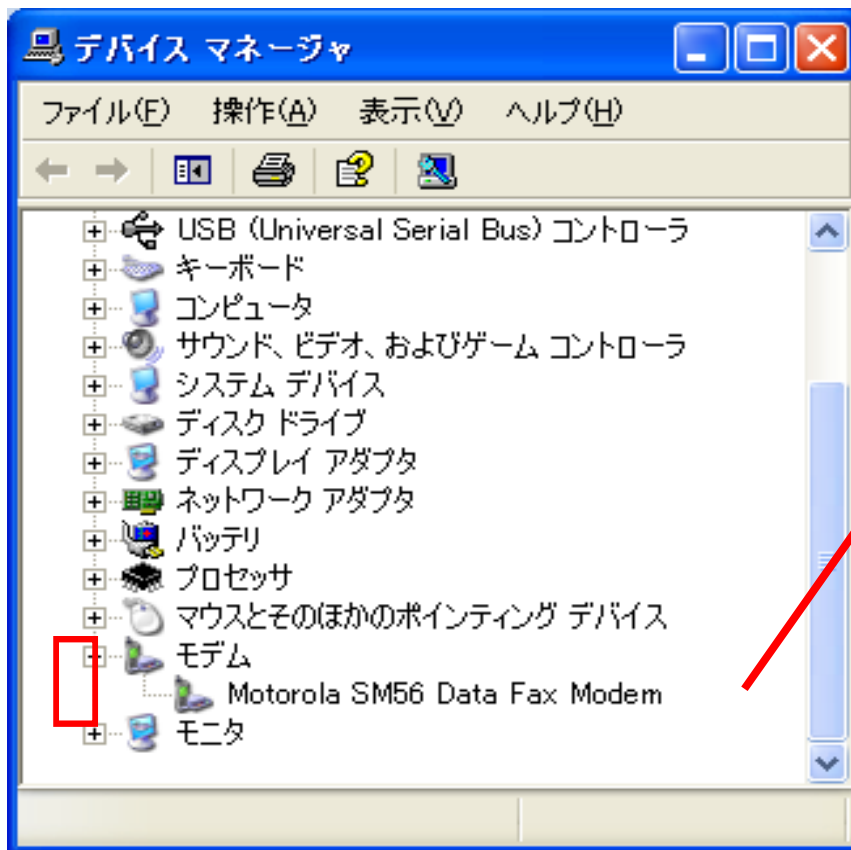 デバイス マネージャ
ファイル(F) 操作(A) 表示(V) ヘルプ(H)
USB (Universal Serial Bus) コントローラ
キーボード
コンピュータ
サウンド、ビデオ、およびゲーム コントローラ
システム デバイス
ディスク ドライブ
ディスプレイ アダプタ
ネットワーク アダプタ
バッテリ
プロセッサ
マウスとそのほかのポインティング デバイス
モデム
Motorola SM56 Data Fax Modem
モニタ